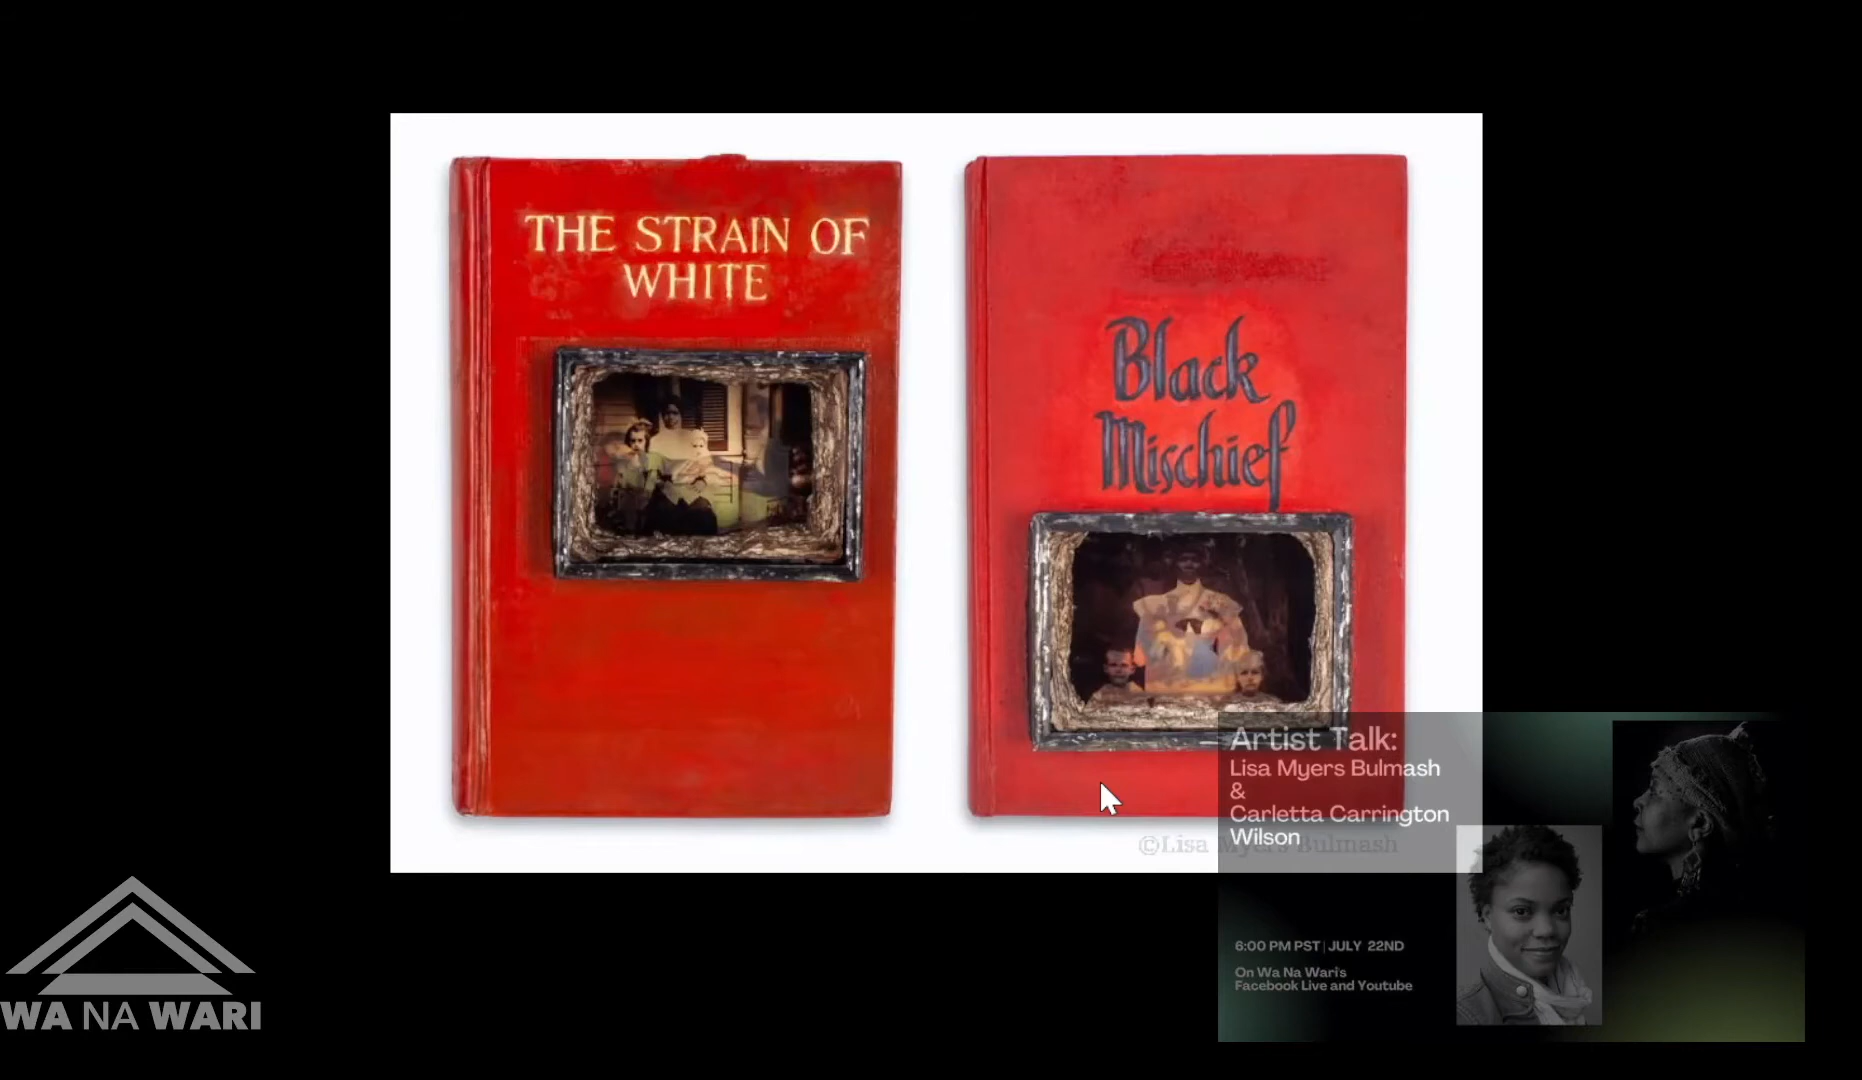 THE STRAIN OF
WHITE
Black
Mischief
Artist Talk:
Lisa Myers Bulmash
&
Carletta Carrington
Wilson
©Lisa Myers Bulmash
6:00 PM PST | JULY 22ND
On Wa Na Wari's
Facebook Live and Youtube
WA NA WARI